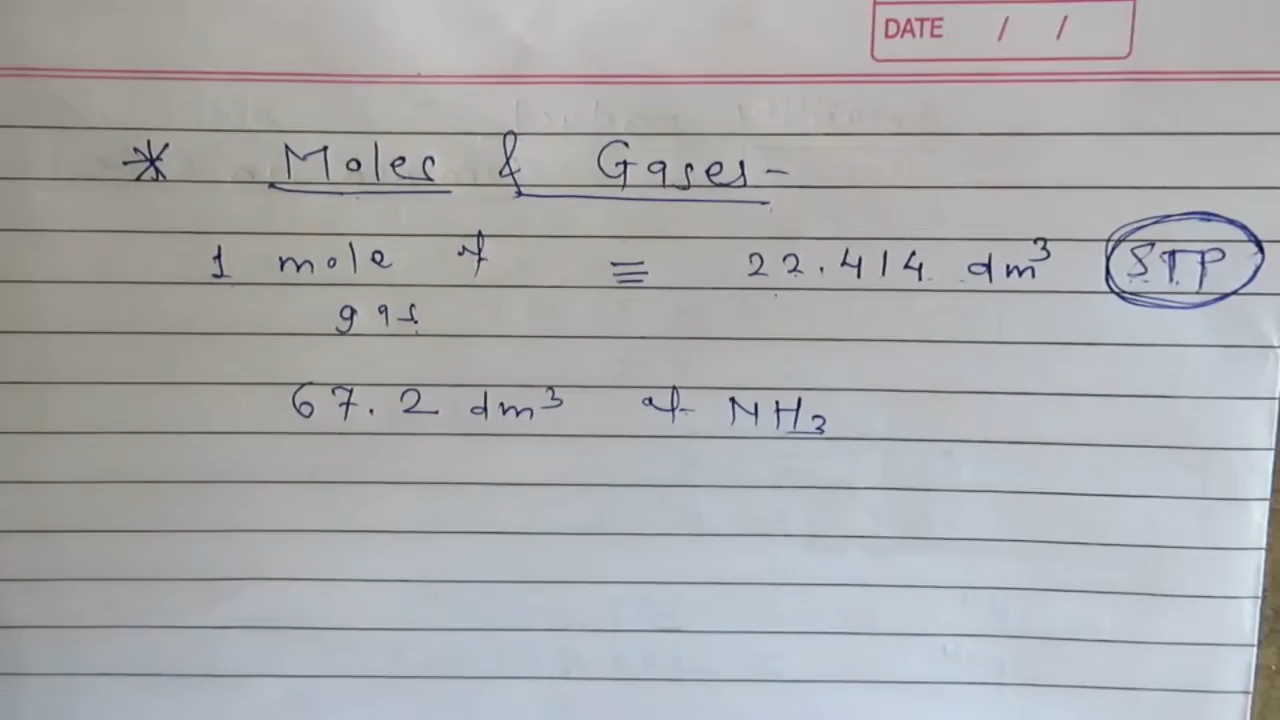 DATE / /
* Moles & Gases-
1 mole of gas ≡ 22.414 dm³ STP
67.2 dm³ of NH₃